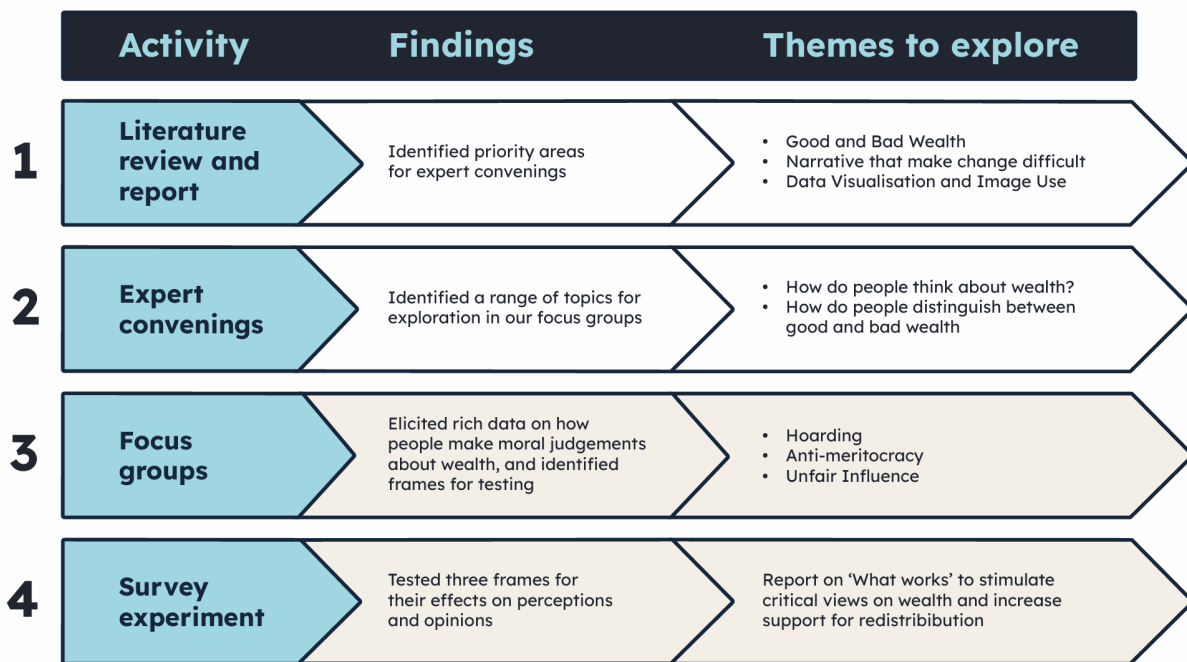 Activity
Findings
Themes to explore
1
Literature
review and
report
Identified priority areas
for expert convenings
• Good and Bad Wealth
• Narrative that make change difficult
• Data Visualisation and Image Use
2
Expert
convenings
Identified a range of topics for
exploration in our focus groups
• How do people think about wealth?
• How do people distinguish between
good and bad wealth
3
Focus
groups
Elicited rich data on how
people make moral judgements
about wealth, and identified
frames for testing
• Hoarding
• Anti-meritocracy
• Unfair Influence
4
Survey
experiment
Tested three frames for
their effects on perceptions
and opinions
Report on ‘What works’ to stimulate
critical views on wealth and increase
support for redistribibution